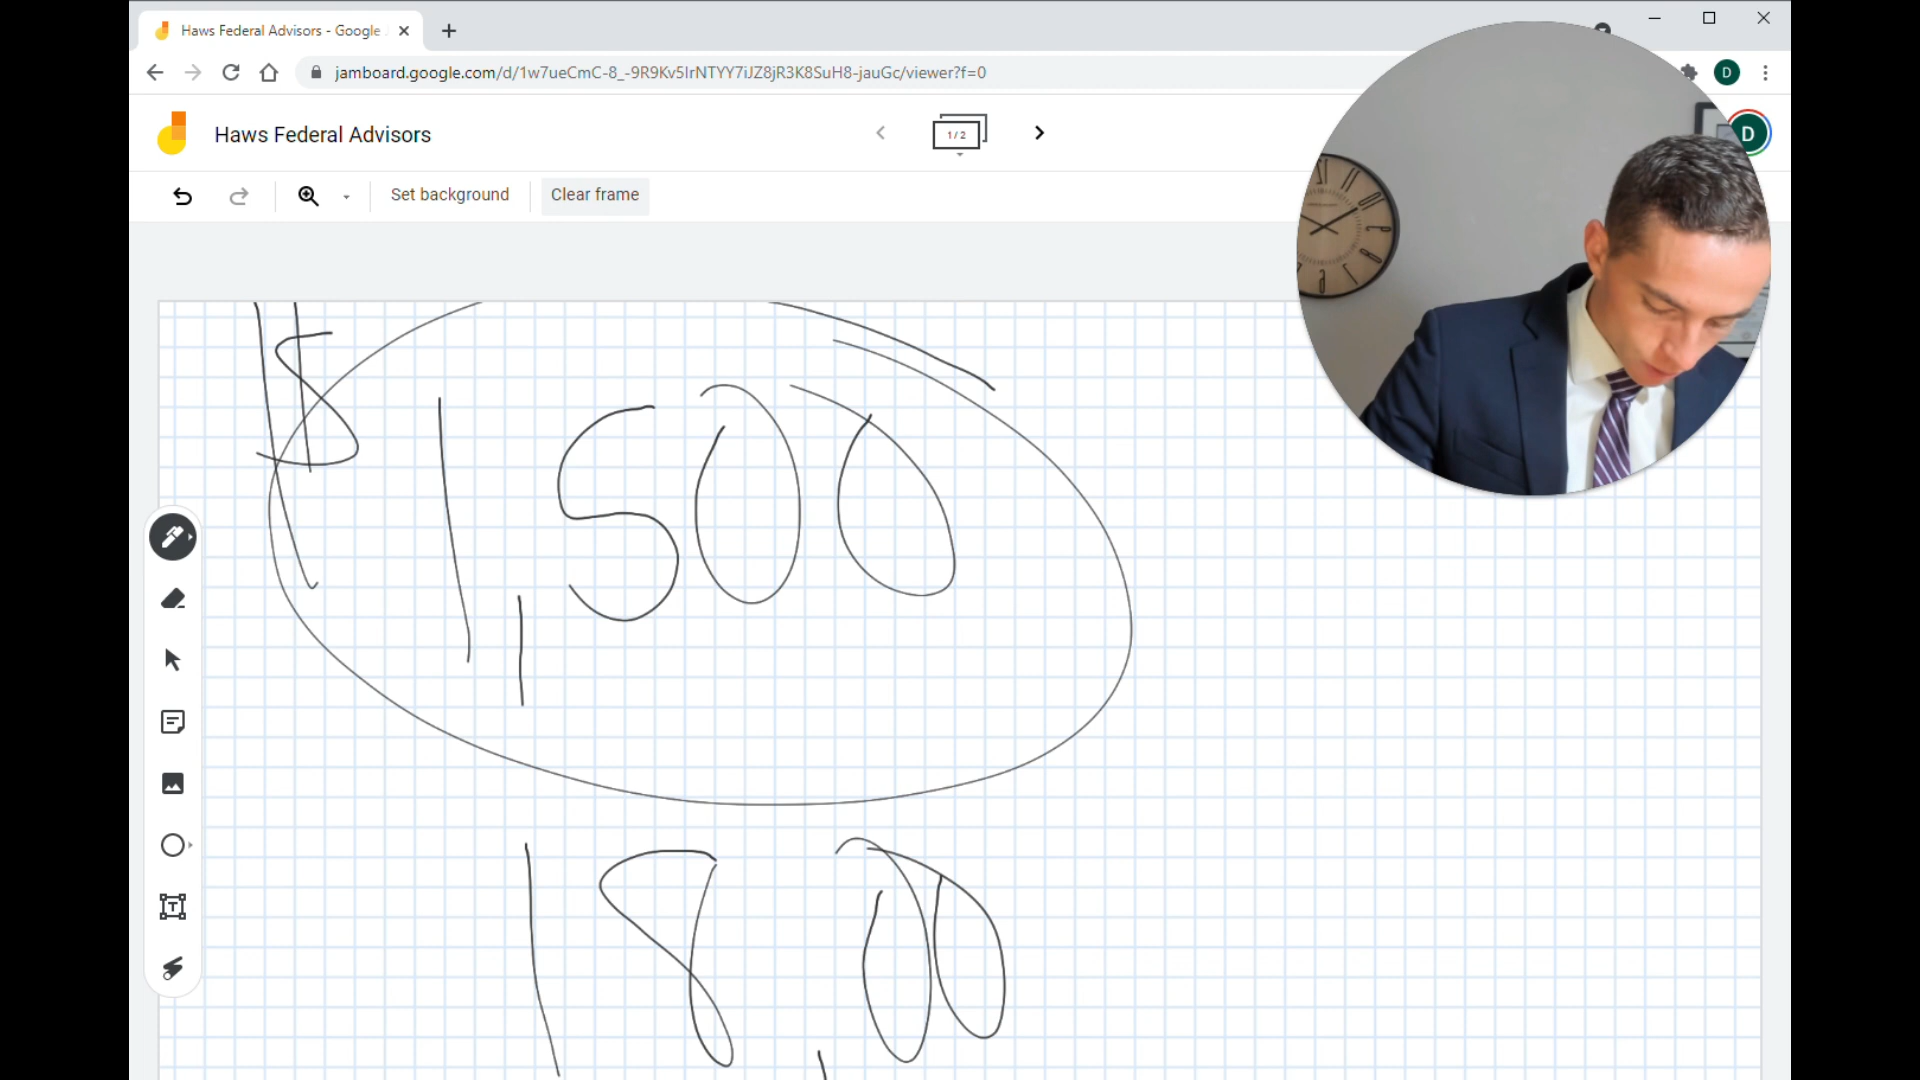 Haws Federal Advisors - Google J
jamboard.google.com/d/1w7ueCmC-8_-9R9Kv5IrNTYY7iJZ8jR3K8SuH8-jauGc/viewer?f=0
D
Haws Federal Advisors
1 / 2
D
Set background
Clear frame
$ 1,500
18,00
T